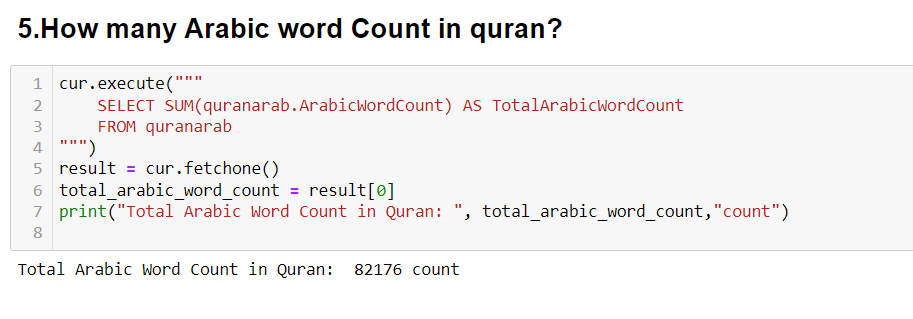 5.How many Arabic word Count in quran?
1 cur.execute("""
2     SELECT SUM(quranarab.ArabicWordCount) AS TotalArabicWordCount
3     FROM quranarab
4 """)
5 result = cur.fetchone()
6 total_arabic_word_count = result[0]
7 print("Total Arabic Word Count in Quran: ", total_arabic_word_count,"count")
8
Total Arabic Word Count in Quran:  82176 count